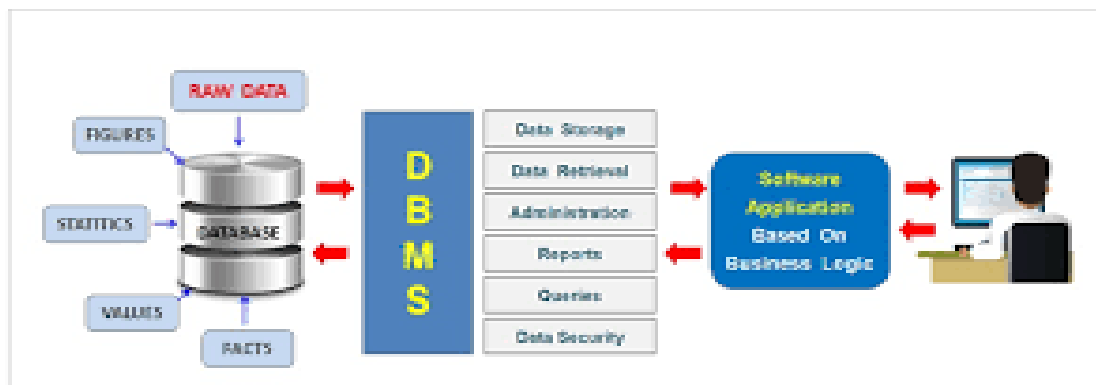 RAW DATA
FIGURES
STATITICS
DATABASE
VALUES
FACTS
D
B
M
S
Data Storage
Data Retrieval
Administration
Reports
Queries
Data Security
Software
Application
Based On
Business Logic